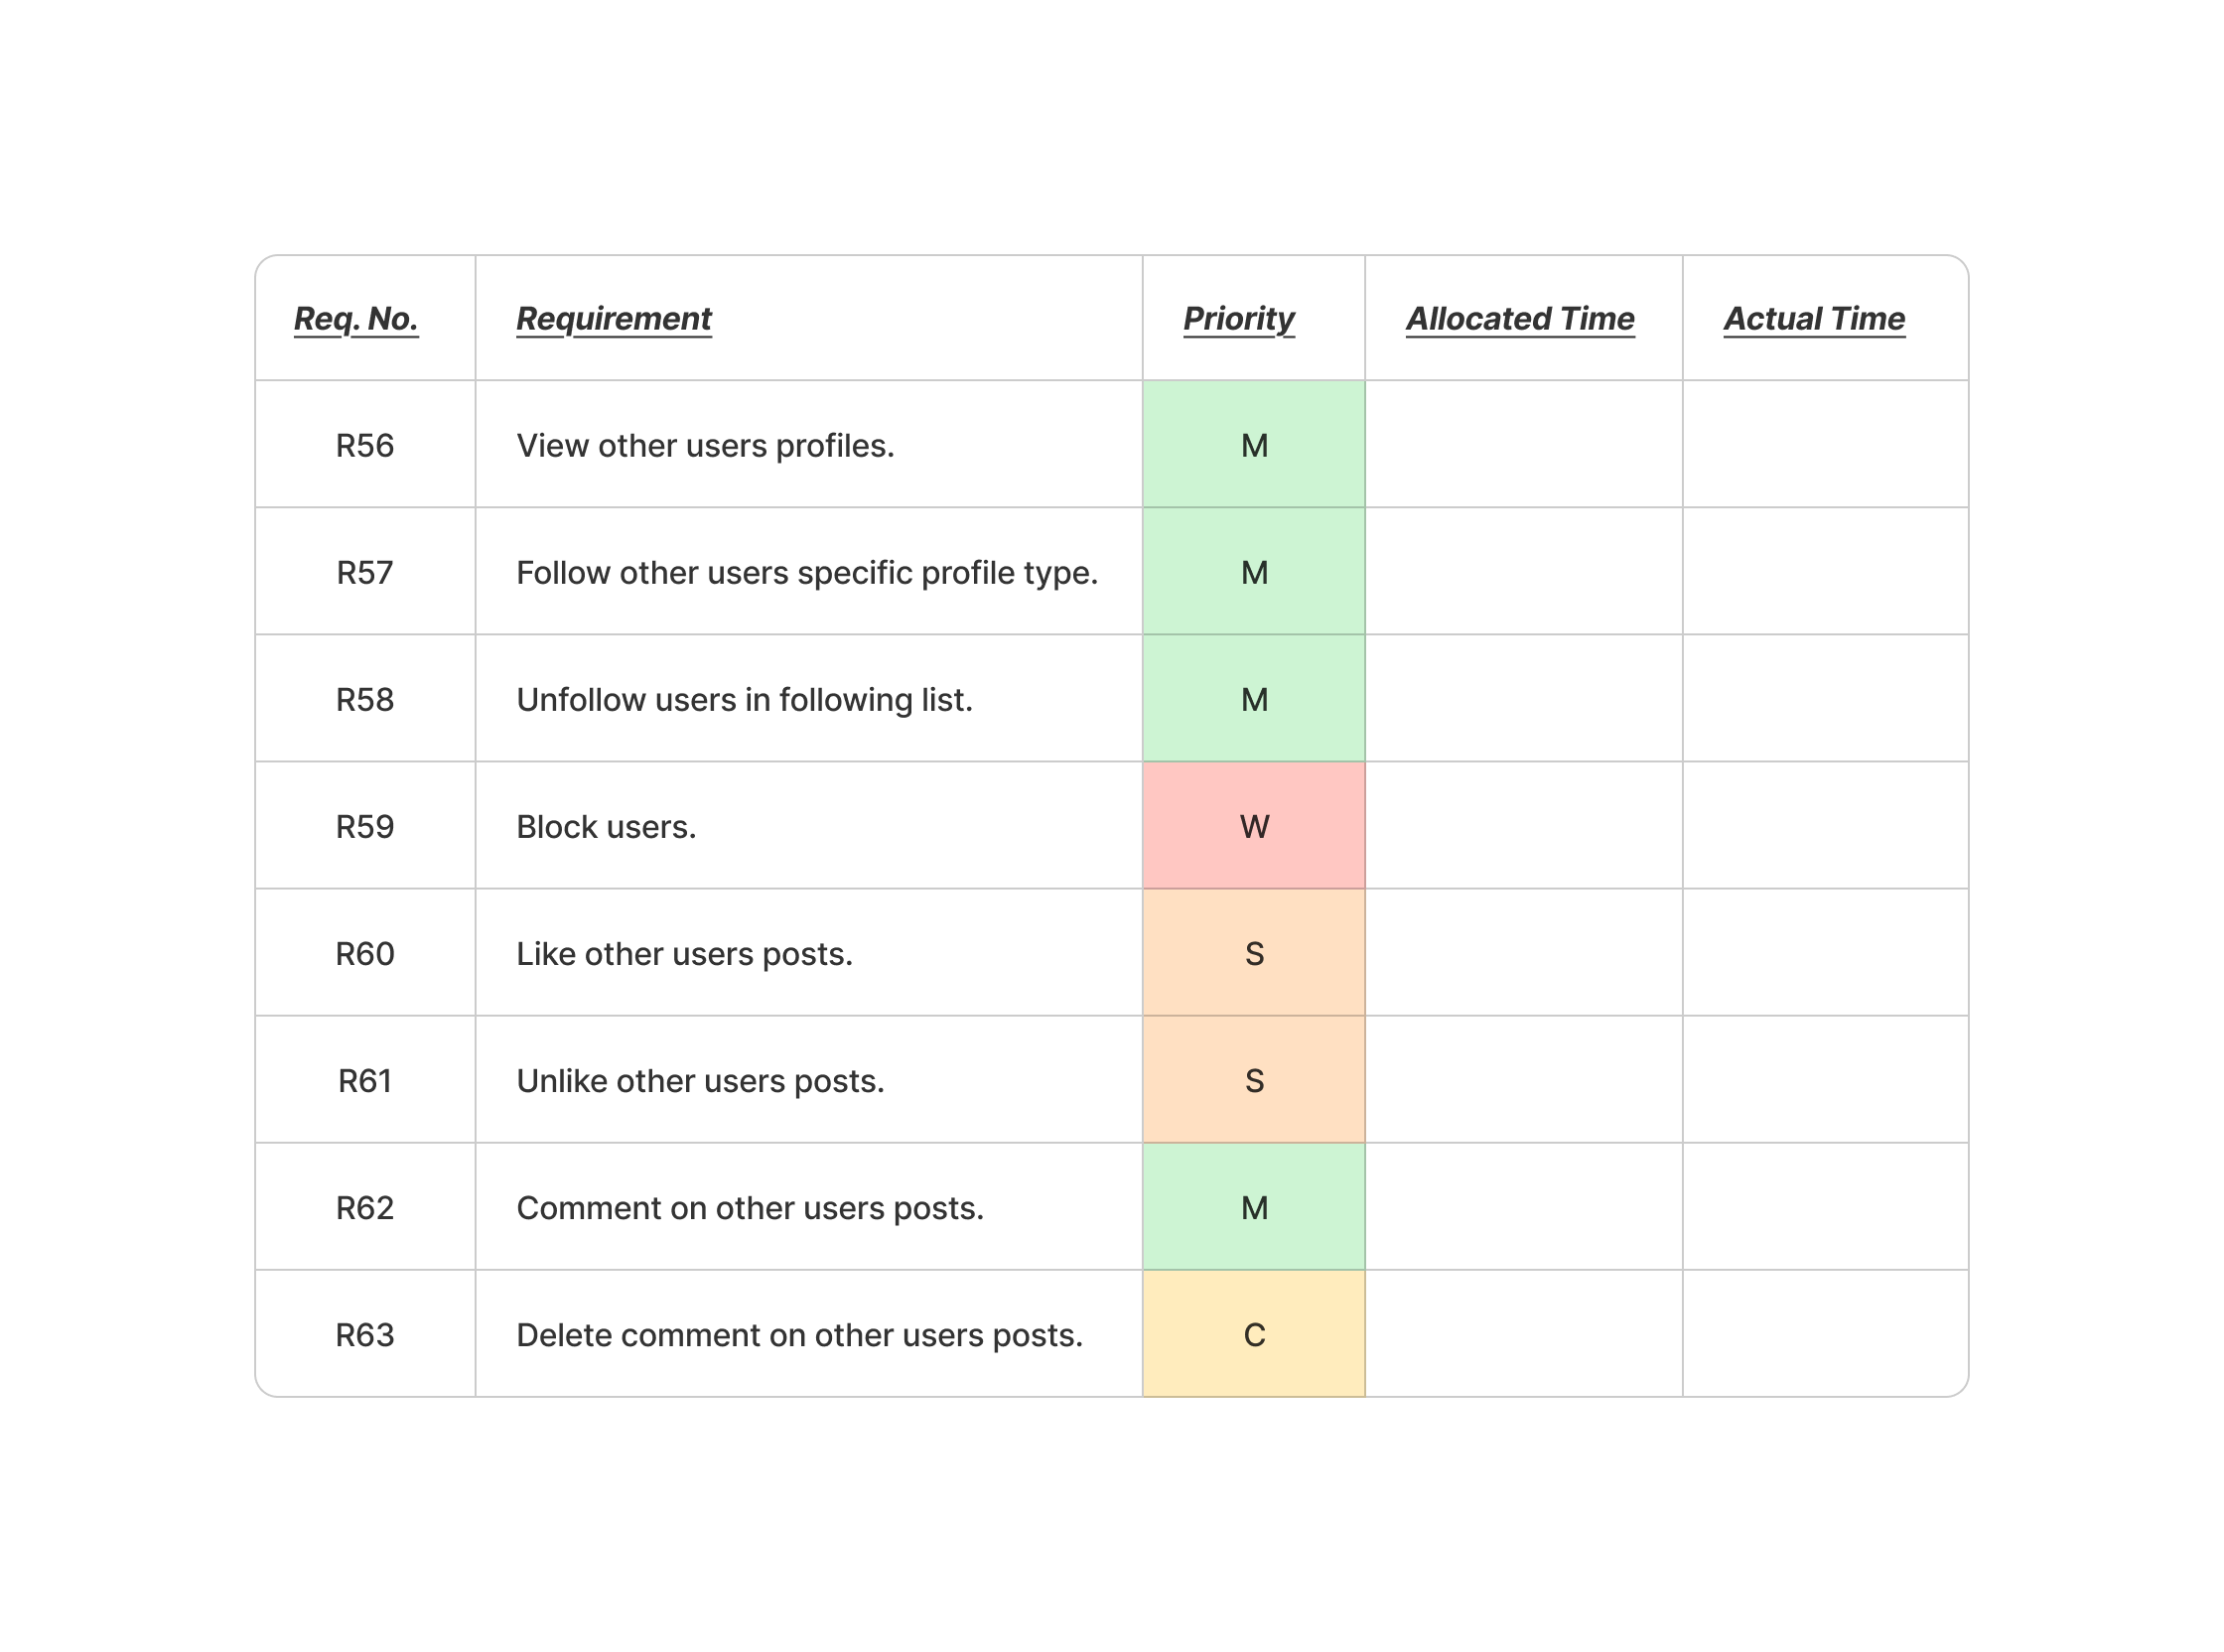 Req. No. Requirement Priority Allocated Time Actual Time
R56 View other users profiles. M
R57 Follow other users specific profile type. M
R58 Unfollow users in following list. M
R59 Block users. W
R60 Like other users posts. S
R61 Unlike other users posts. S
R62 Comment on other users posts. M
R63 Delete comment on other users posts. C